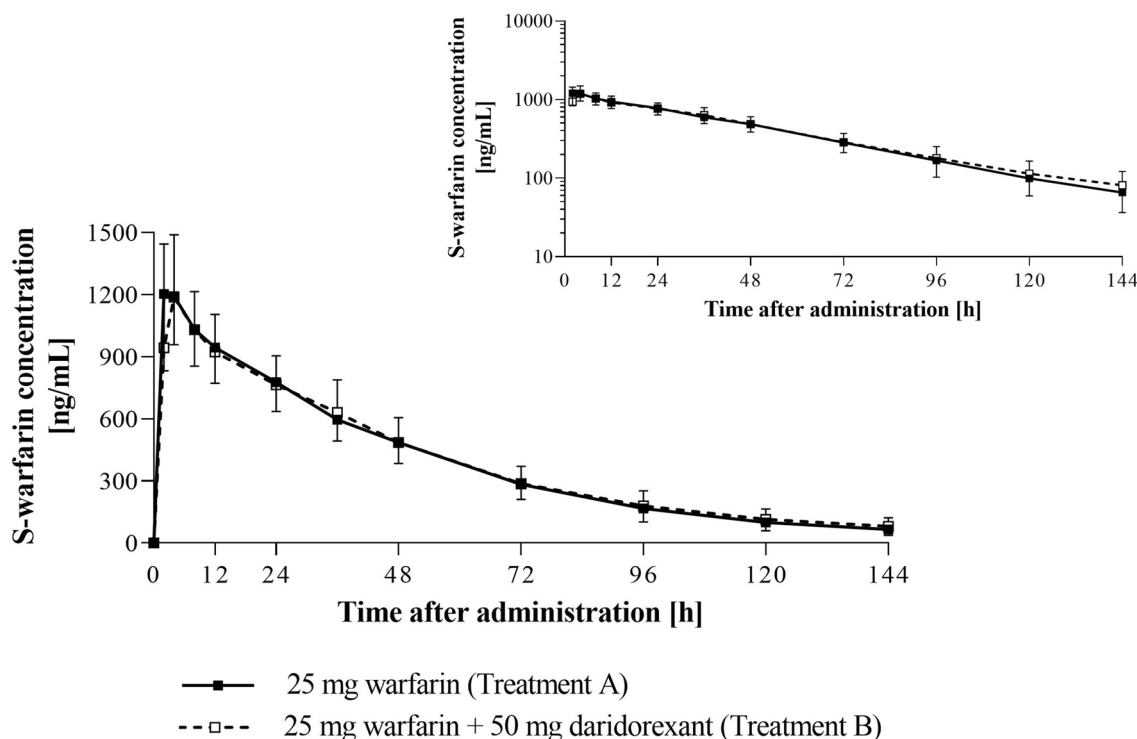 S-warfarin concentration
[ng/mL]
10000
1000
100
10
0 12 24 48 72 96 120 144
Time after administration [h]
S-warfarin concentration
[ng/mL]
1500
1200
900
600
300
0
0 12 24 48 72 96 120 144
Time after administration [h]
25 mg warfarin (Treatment A)
25 mg warfarin + 50 mg daridorexant (Treatment B)